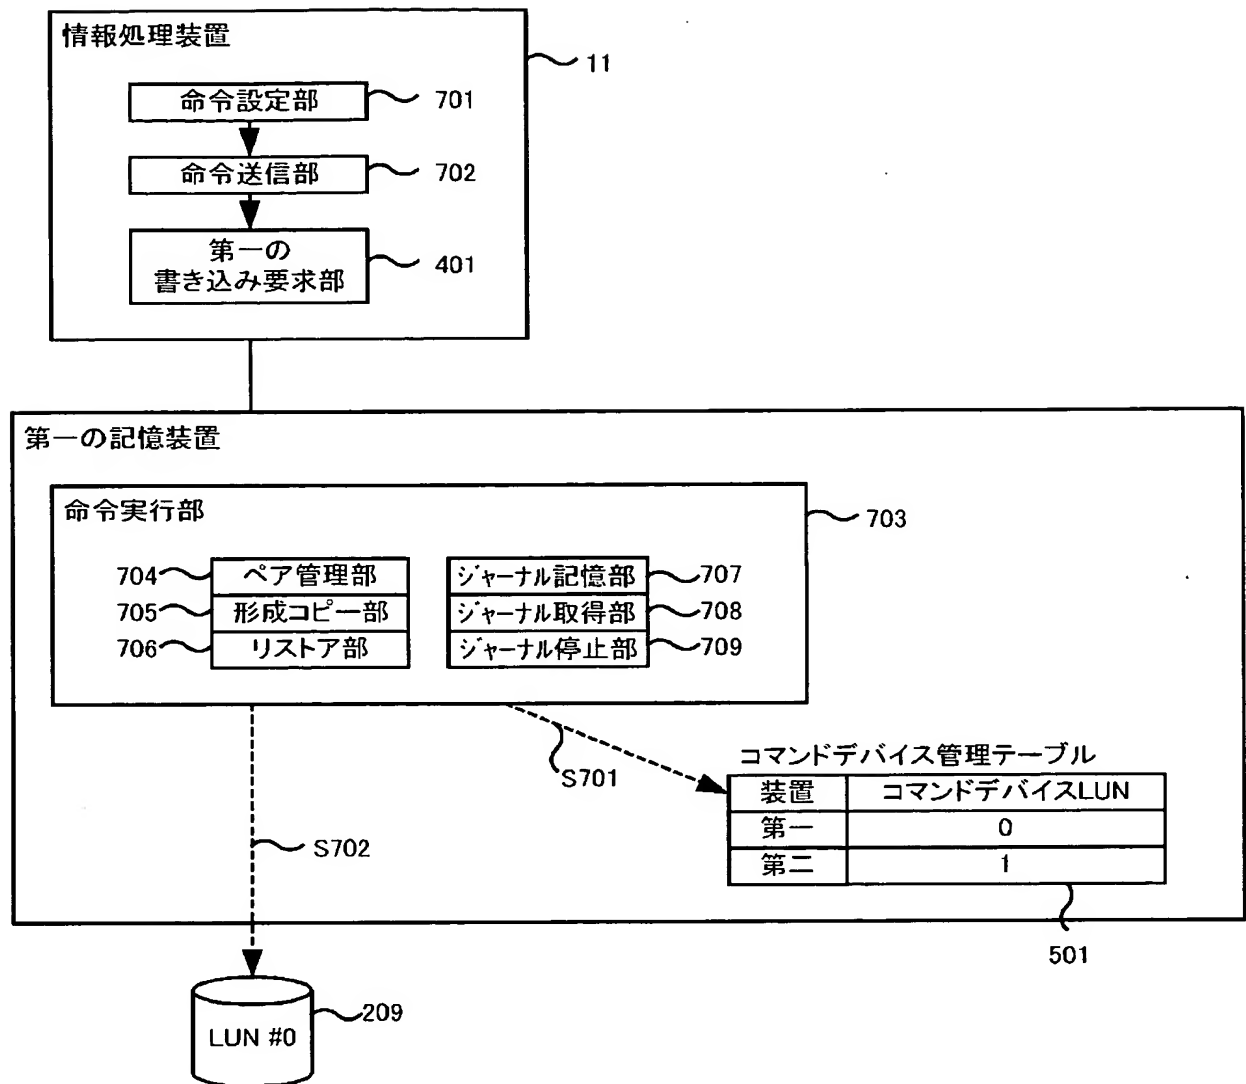 情報処理装置
11
命令設定部
701
命令送信部
702
第一の
書き込み要求部
401
第一の記憶装置
命令実行部
703
704
ペア管理部
ジャーナル記憶部
707
705
形成コピー部
ジャーナル取得部
708
706
リストア部
ジャーナル停止部
709
S701
コマンドデバイス管理テーブル
装置 コマンドデバイスLUN
第一 0
第二 1
S702
501
LUN #0
209